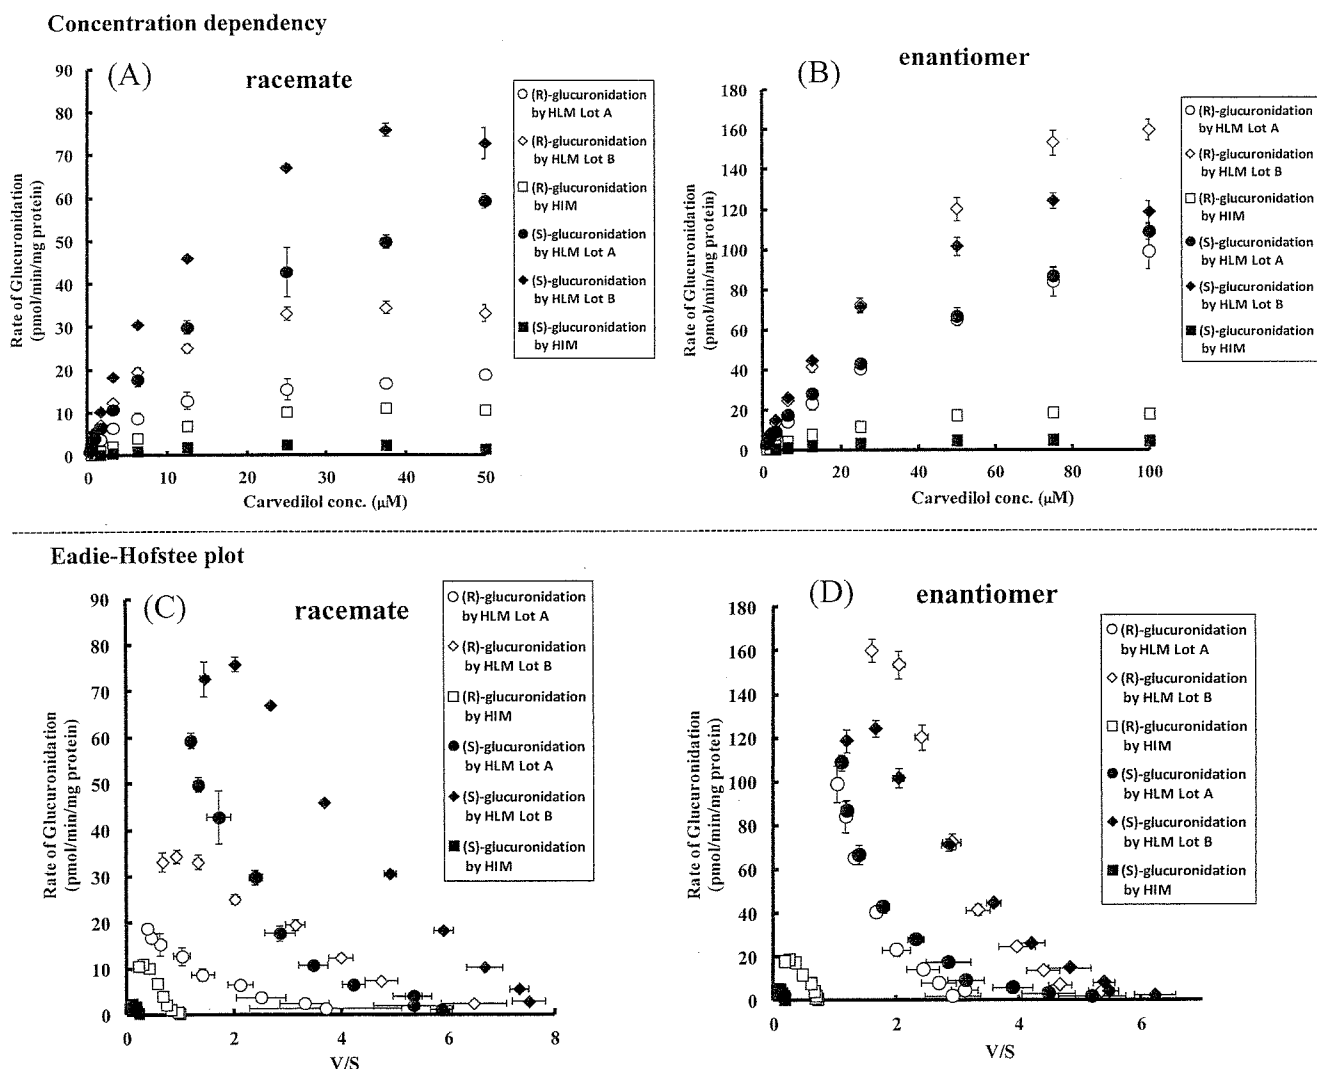 Concentration dependency
(A)
racemate
90
80
70
60
50
40
30
20
10
0
0
10
20
30
40
50
Rate of Glucuronidation
(pmol/min/mg protein)
Carvedilol conc. (μM)
(R)-glucuronidation
by HLM Lot A
(R)-glucuronidation
by HLM Lot B
(R)-glucuronidation
by HIM
(S)-glucuronidation
by HLM Lot A
(S)-glucuronidation
by HLM Lot B
(S)-glucuronidation
by HIM
(B)
enantiomer
180
160
140
120
100
80
60
40
20
0
0
20
40
60
80
100
Rate of Glucuronidation
(pmol/min/mg protein)
Carvedilol conc. (μM)
(R)-glucuronidation
by HLM Lot A
(R)-glucuronidation
by HLM Lot B
(R)-glucuronidation
by HIM
(S)-glucuronidation
by HLM Lot A
(S)-glucuronidation
by HLM Lot B
(S)-glucuronidation
by HIM
Eadie-Hofstee plot
(C)
racemate
90
80
70
60
50
40
30
20
10
0
0
2
4
6
8
Rate of Glucuronidation
(pmol/min/mg protein)
V/S
(R)-glucuronidation
by HLM Lot A
(R)-glucuronidation
by HLM Lot B
(R)-glucuronidation
by HIM
(S)-glucuronidation
by HLM Lot A
(S)-glucuronidation
by HLM Lot B
(S)-glucuronidation
by HIM
(D)
enantiomer
180
160
140
120
100
80
60
40
20
0
0
2
4
6
Rate of Glucuronidation
(pmol/min/mg protein)
V/S
(R)-glucuronidation
by HLM Lot A
(R)-glucuronidation
by HLM Lot B
(R)-glucuronidation
by HIM
(S)-glucuronidation
by HLM Lot A
(S)-glucuronidation
by HLM Lot B
(S)-glucuronidation
by HIM